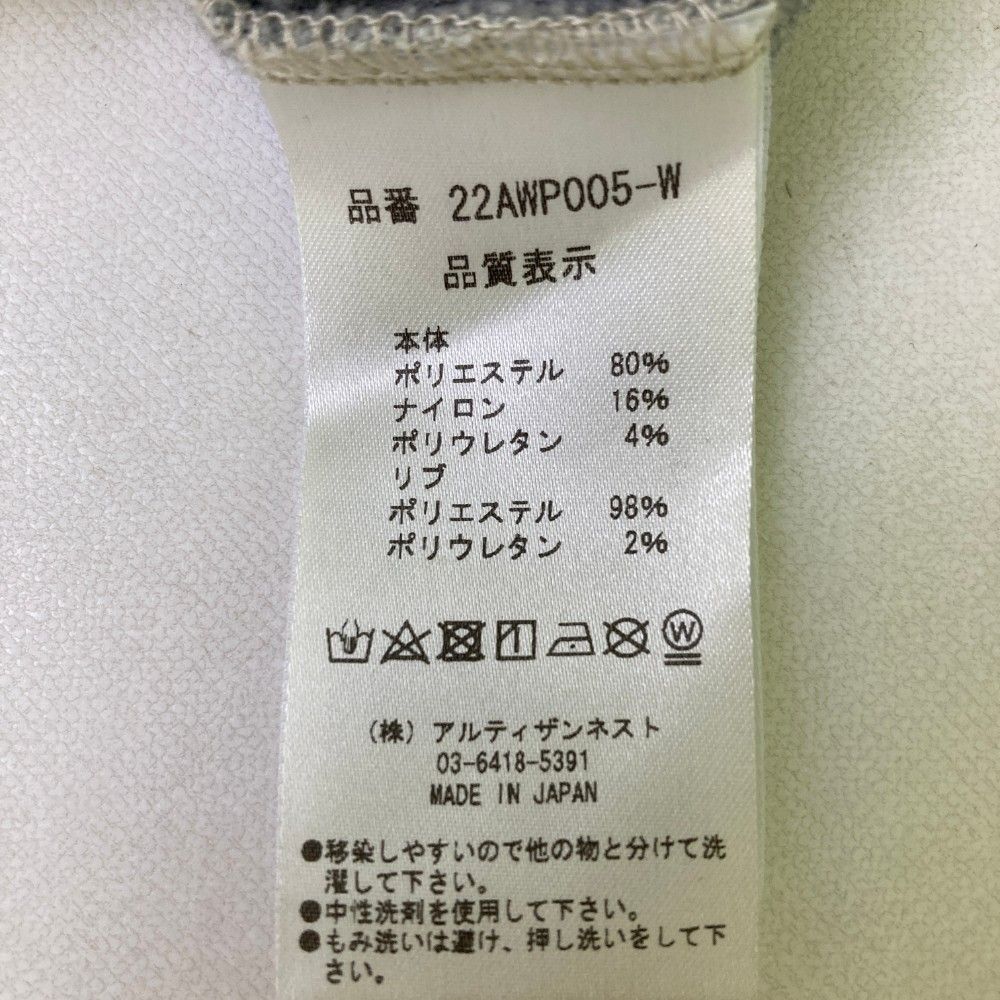 品番 22AWP005-W
品質表示
本体
ポリエステル 80%
ナイロン 16%
ポリウレタン 4%
リブ
ポリエステル 98%
ポリウレタン 2%
W
(株) アルティザンネスト
03-6418-5391
MADE IN JAPAN
●移染しやすいので他の物と分けて洗
濯して下さい。
●中性洗剤を使用して下さい。
●もみ洗いは避け、押し洗いをして下
さい。